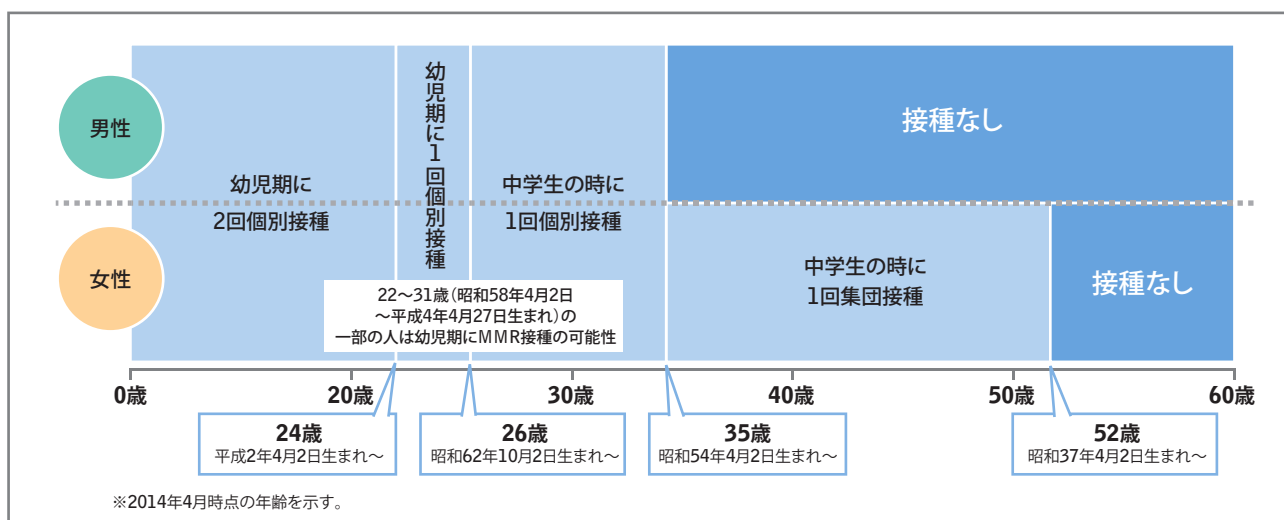 男性
女性
幼児期に
2回個別接種
幼児期に1回個別接種
中学生の時に
1回個別接種
接種なし
中学生の時に
1回集団接種
接種なし
22〜31歳(昭和58年4月2日
〜平成4年4月27日生まれ)の
一部の人は幼児期にMMR接種の可能性
0歳 20歳 30歳 40歳 50歳 60歳
24歳
平成2年4月2日生まれ〜
26歳
昭和62年10月2日生まれ〜
35歳
昭和54年4月2日生まれ〜
52歳
昭和37年4月2日生まれ〜
※2014年4月時点の年齢を示す。